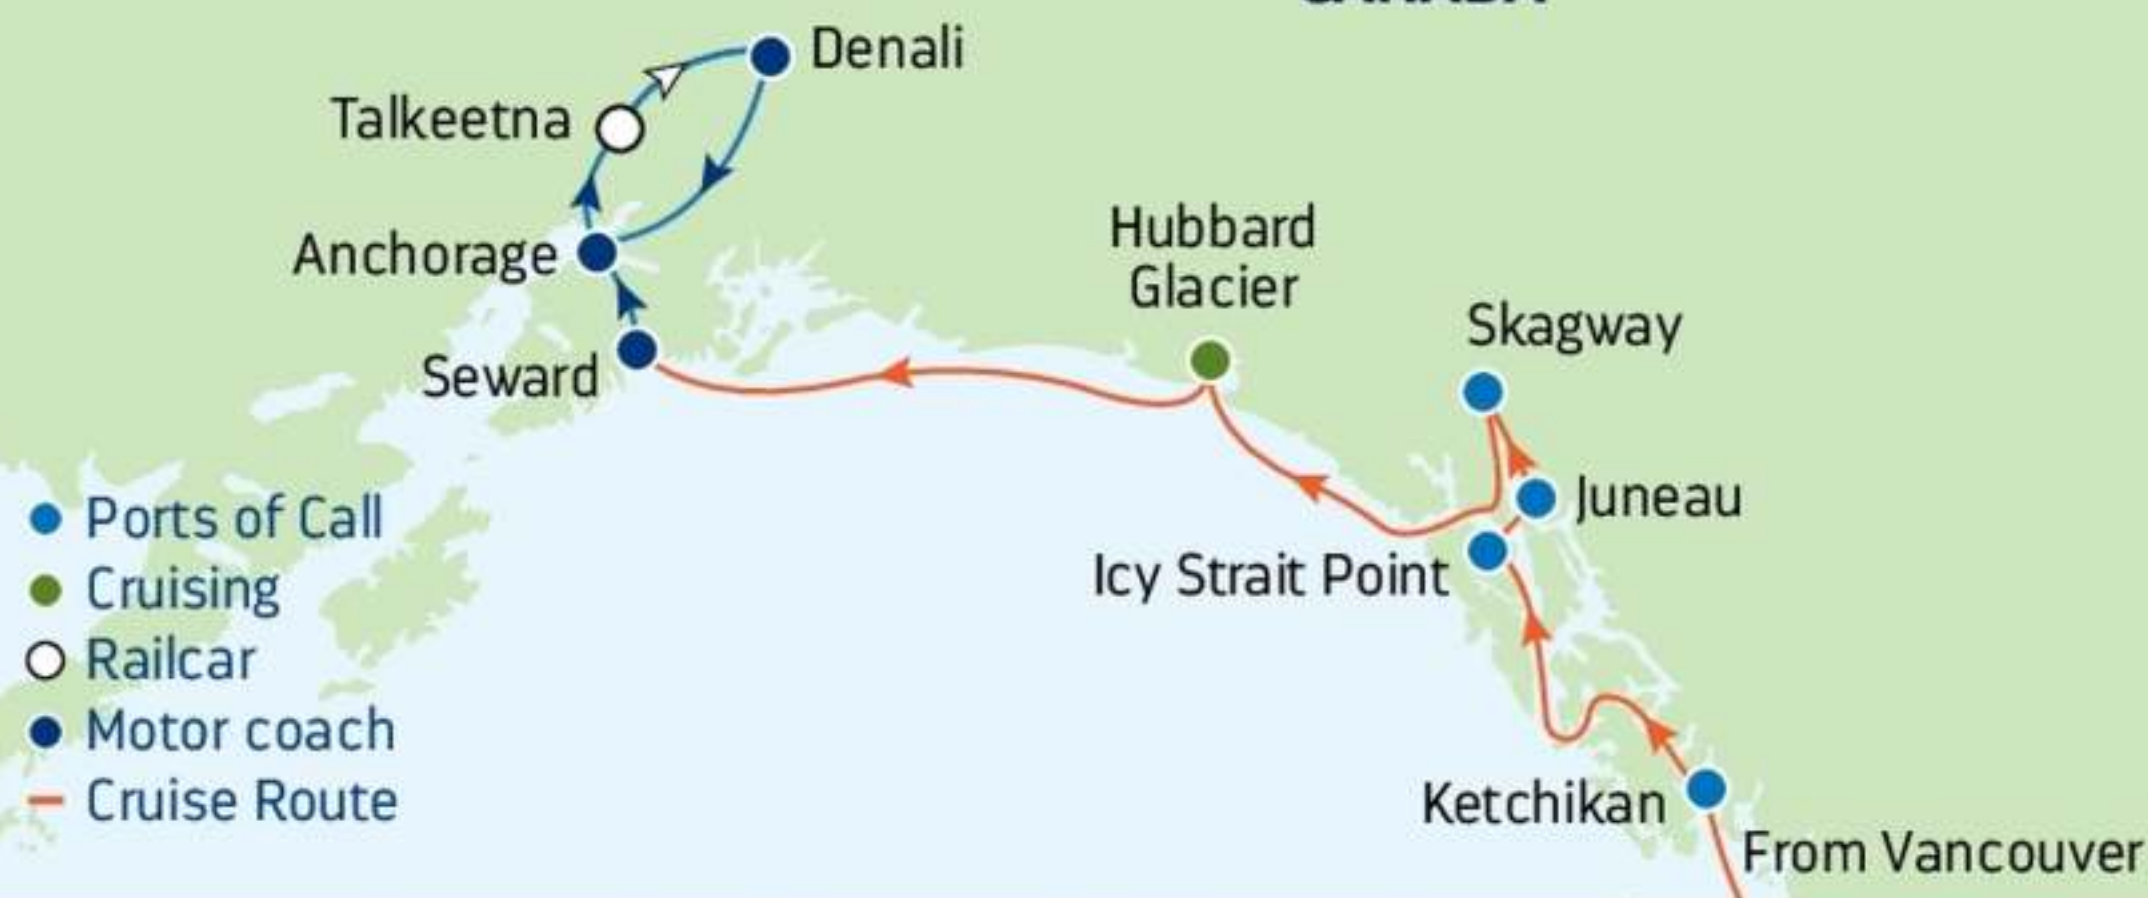 Denali
Talkeetna
Anchorage
Hubbard
Glacier
Skagway
Seward
Juneau
Icy Strait Point
Ports of Call
Cruising
Railcar
Motor coach
Cruise Route
Ketchikan
From Vancouver